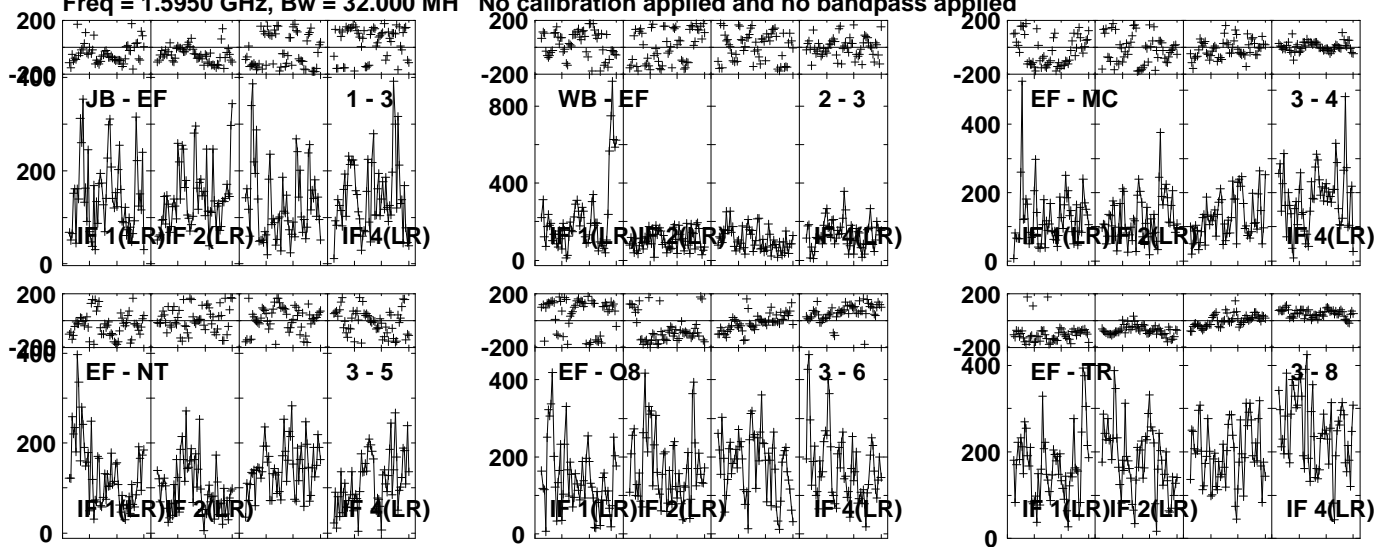 Freq = 1.5950 GHz, Bw = 32.000 MH No calibration applied and no bandpass applied
200
-200
400
200
0
JB - EF 1 - 3
IF 1(LR) IF 2(LR) IF 4(LR)
200
-200
800
400
0
WB - EF 2 - 3
IF 1(LR) IF 2(LR) IF 4(LR)
200
-200
400
200
0
EF - MC 3 - 4
IF 1(LR) IF 2(LR) IF 4(LR)
200
-200
400
200
0
EF - NT 3 - 5
IF 1(LR) IF 2(LR) IF 4(LR)
200
-200
400
200
0
EF - O8 3 - 6
IF 1(LR) IF 2(LR) IF 4(LR)
200
-200
400
200
0
EF - TR 3 - 8
IF 1(LR) IF 2(LR) IF 4(LR)